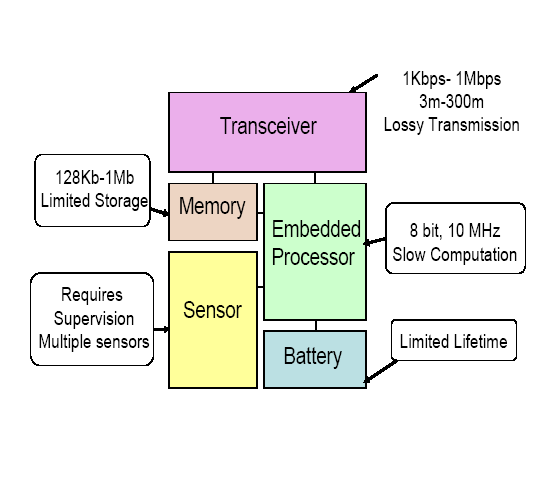 1Kbps- 1Mbps
3m-300m
Lossy Transmission
Transceiver
128Kb-1Mb
Limited Storage
Memory
Embedded
Processor
8 bit, 10 MHz
Slow Computation
Requires
Supervision
Multiple sensors
Sensor
Battery
Limited Lifetime